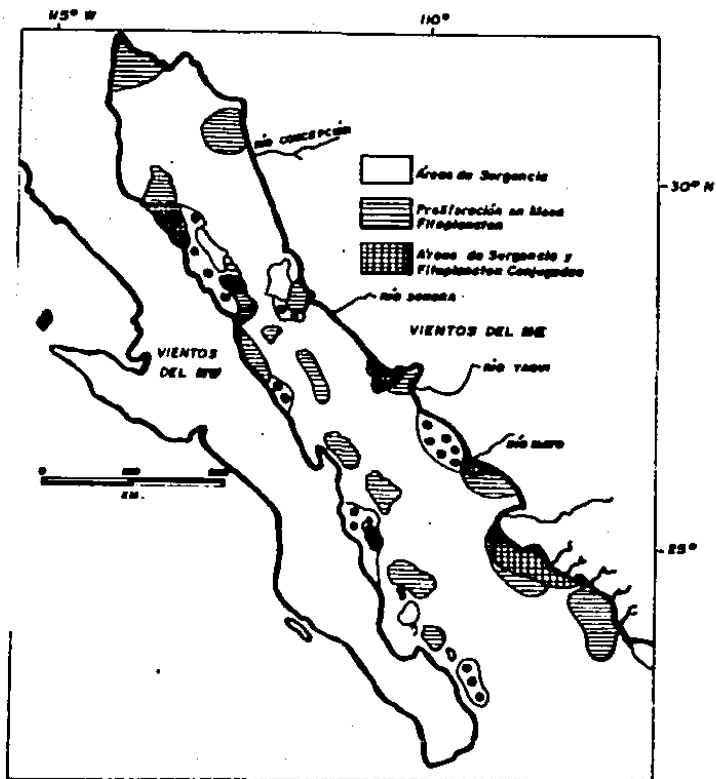 115° W
110°
RÍO CONCEPCIÓN
30° N
Áreas de Surgencia
Proliferación en Masa
Fitoplancton
Áreas de Surgencia y
Fitoplancton Conjugadas
RÍO SONORA
VIENTOS DEL NE
VIENTOS
DEL NW
RÍO YAQUI
RÍO MAYO
0
KM.
25°